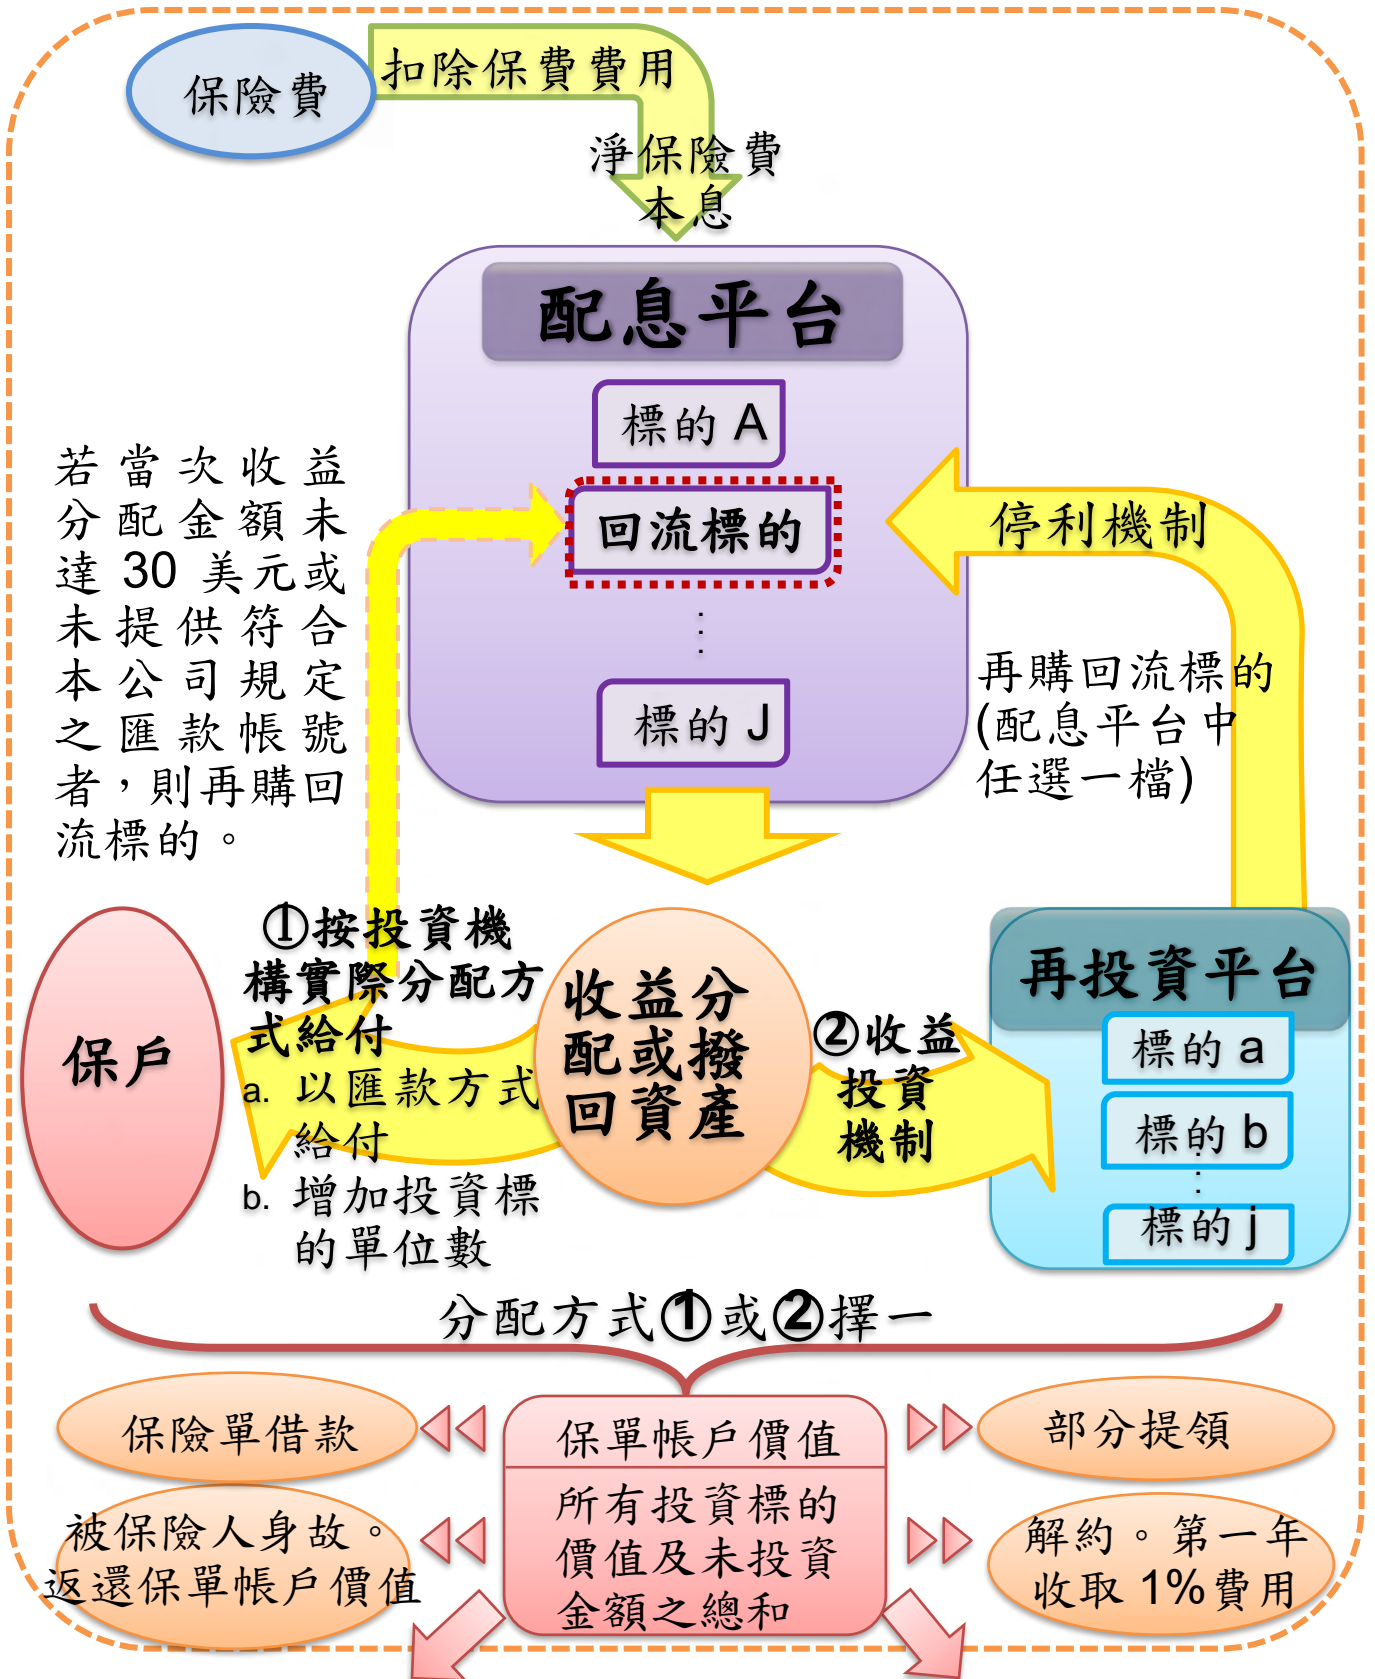 保險費
扣除保費費用
淨保險費
本息
配息平台
標的 A
回流標的
⋮
標的 J
若當次收益
分配金額未
達 30 美元或
未提供符合
本公司規定
之匯款帳號
者，則再購回
流標的。
停利機制
再購回流標的
(配息平台中
任選一檔)
保戶
①按投資機
構實際分配方
式給付
a. 以匯款方式
給付
b. 增加投資標
的單位數
收益分
配或撥
回資產
②收益
投資
機制
再投資平台
標的 a
標的 b
⋮
標的 j
分配方式①或②擇一
保險單借款
被保險人身故。
返還保單帳戶價值
保單帳戶價值
所有投資標的
價值及未投資
金額之總和
部分提領
解約。第一年
收取 1%費用